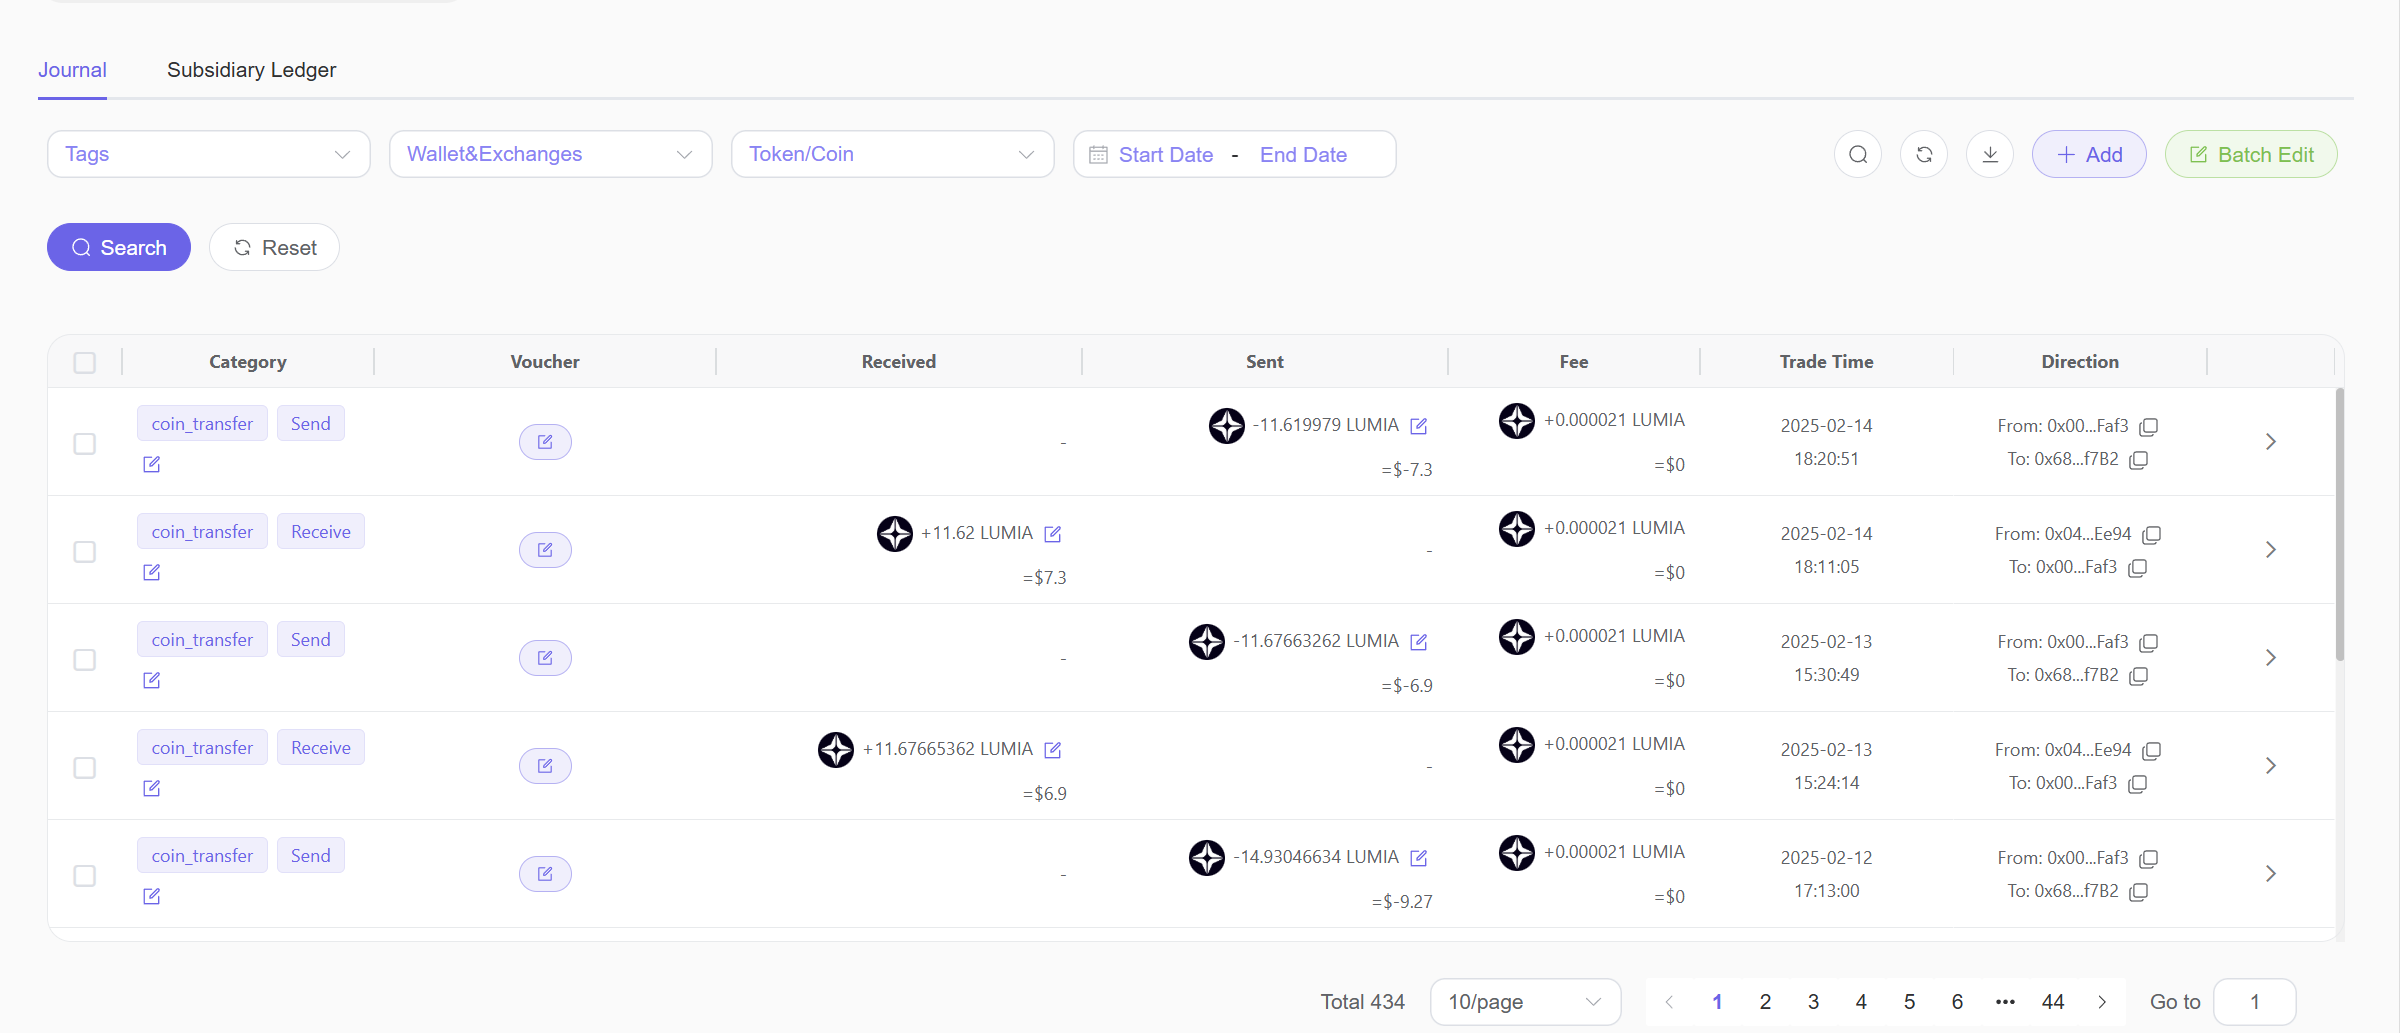 Journal Subsidiary Ledger
Tags Wallet&Exchanges Token/Coin Start Date - End Date Add Batch Edit
Search Reset
Category Voucher Received Sent Fee Trade Time Direction
coin_transfer Send - -11.619979 LUMIA +0.000021 LUMIA 2025-02-14 From: 0x00...Faf3
=$-7.3 =$0 18:20:51 To: 0x68...f7B2
coin_transfer Receive +11.62 LUMIA - +0.000021 LUMIA 2025-02-14 From: 0x04...Ee94
=$7.3 =$0 18:11:05 To: 0x00...Faf3
coin_transfer Send - -11.67663262 LUMIA +0.000021 LUMIA 2025-02-13 From: 0x00...Faf3
=$-6.9 =$0 15:30:49 To: 0x68...f7B2
coin_transfer Receive +11.67665362 LUMIA - +0.000021 LUMIA 2025-02-13 From: 0x04...Ee94
=$6.9 =$0 15:24:14 To: 0x00...Faf3
coin_transfer Send - -14.93046634 LUMIA +0.000021 LUMIA 2025-02-12 From: 0x00...Faf3
=$-9.27 =$0 17:13:00 To: 0x68...f7B2
Total 434 10/page 1 2 3 4 5 6 ••• 44 Go to 1